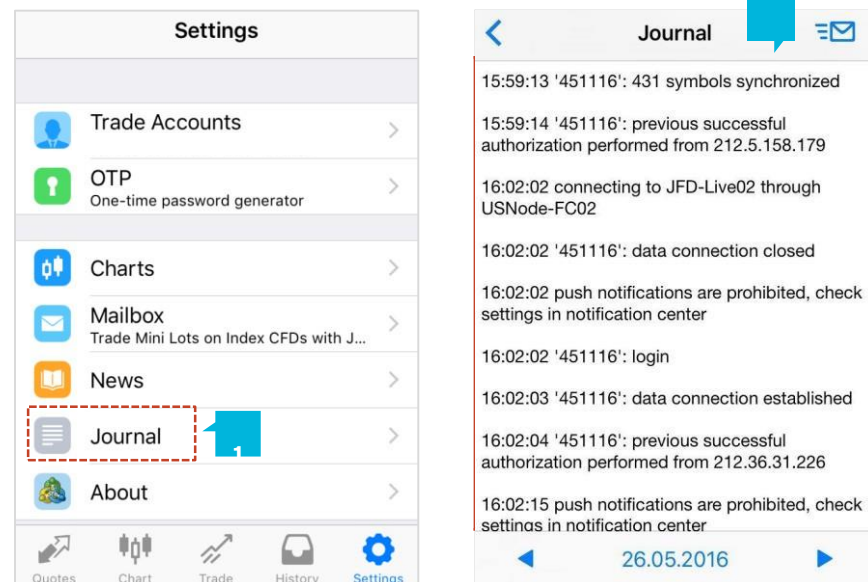 Settings
Trade Accounts
OTP
One-time password generator
Charts
Mailbox
Trade Mini Lots on Index CFDs with J...
News
Journal
1
About
Quotes
Chart
Trade
History
Settings
Journal
15:59:13 '451116': 431 symbols synchronized
15:59:14 '451116': previous successful
authorization performed from 212.5.158.179
16:02:02 connecting to JFD-Live02 through
USNode-FC02
16:02:02 '451116': data connection closed
16:02:02 push notifications are prohibited, check
settings in notification center
16:02:02 '451116': login
16:02:03 '451116': data connection established
16:02:04 '451116': previous successful
authorization performed from 212.36.31.226
16:02:15 push notifications are prohibited, check
settings in notification center
26.05.2016